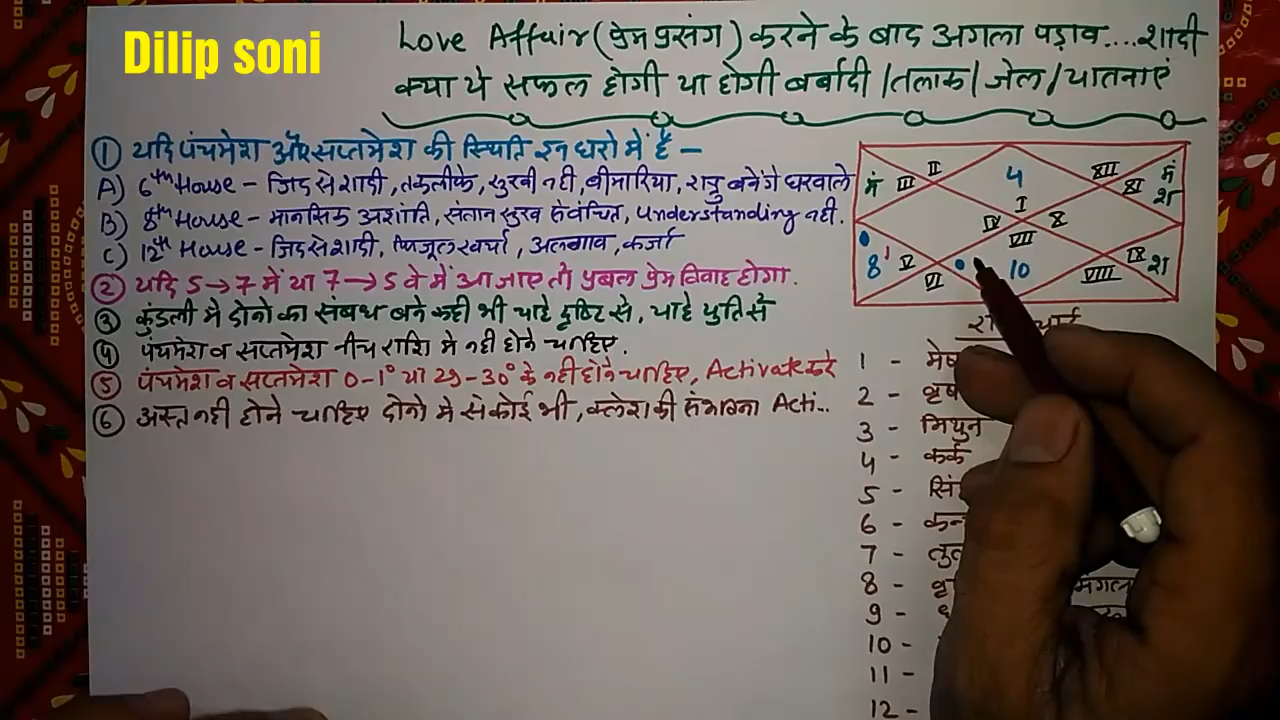 Dilip soni
Love Affair (प्रेम प्रसंग) करने के बाद अगला पड़ाव....शादी
क्या ये सफल होगी या होगी बर्बादी/तलाक/जेल/यातनाएं
① यदि पंचमेश और सप्तमेश की स्थिति इन घरो में है –
A) 6th House - जिद से शादी, तकलीफे, सुखी नही, बीमारिया, शत्रु बनेंगे घरवाले
B) 8th House - मानसिक अशांति, संतान सुख से वंचित, understanding नही.
C) 12th House - जिद से शादी, फिजूल खर्चा, अलगाव, कर्जा
② यदि 5→7 में या 7→5 वे में आ जाए तो प्रबल प्रेम विवाह होगा.
③ कुंडली मे दोनो का संबध बने कही भी चाहे दृष्टि से, चाहे युति से
④ पंचमेश व सप्तमेश नीच राशि मे नही होने चाहिए.
⑤ पंचमेश व सप्तमेश 0-1° या 29-30° के नही होने चाहिए, Activate करे
⑥ अस्त नही होने चाहिए दोनो मे से कोई भी, क्लेश की संभावना Acti...
II 4 XII
मं III I XI मं श
IV X
VII
8 V 10 IX श
VI VIII
1 - मेष
2 -
3 - मिथुन
4 - कर्क
5 -
6 -
7 -
8 - मंगल
9 -
10 -
11 -
12 -